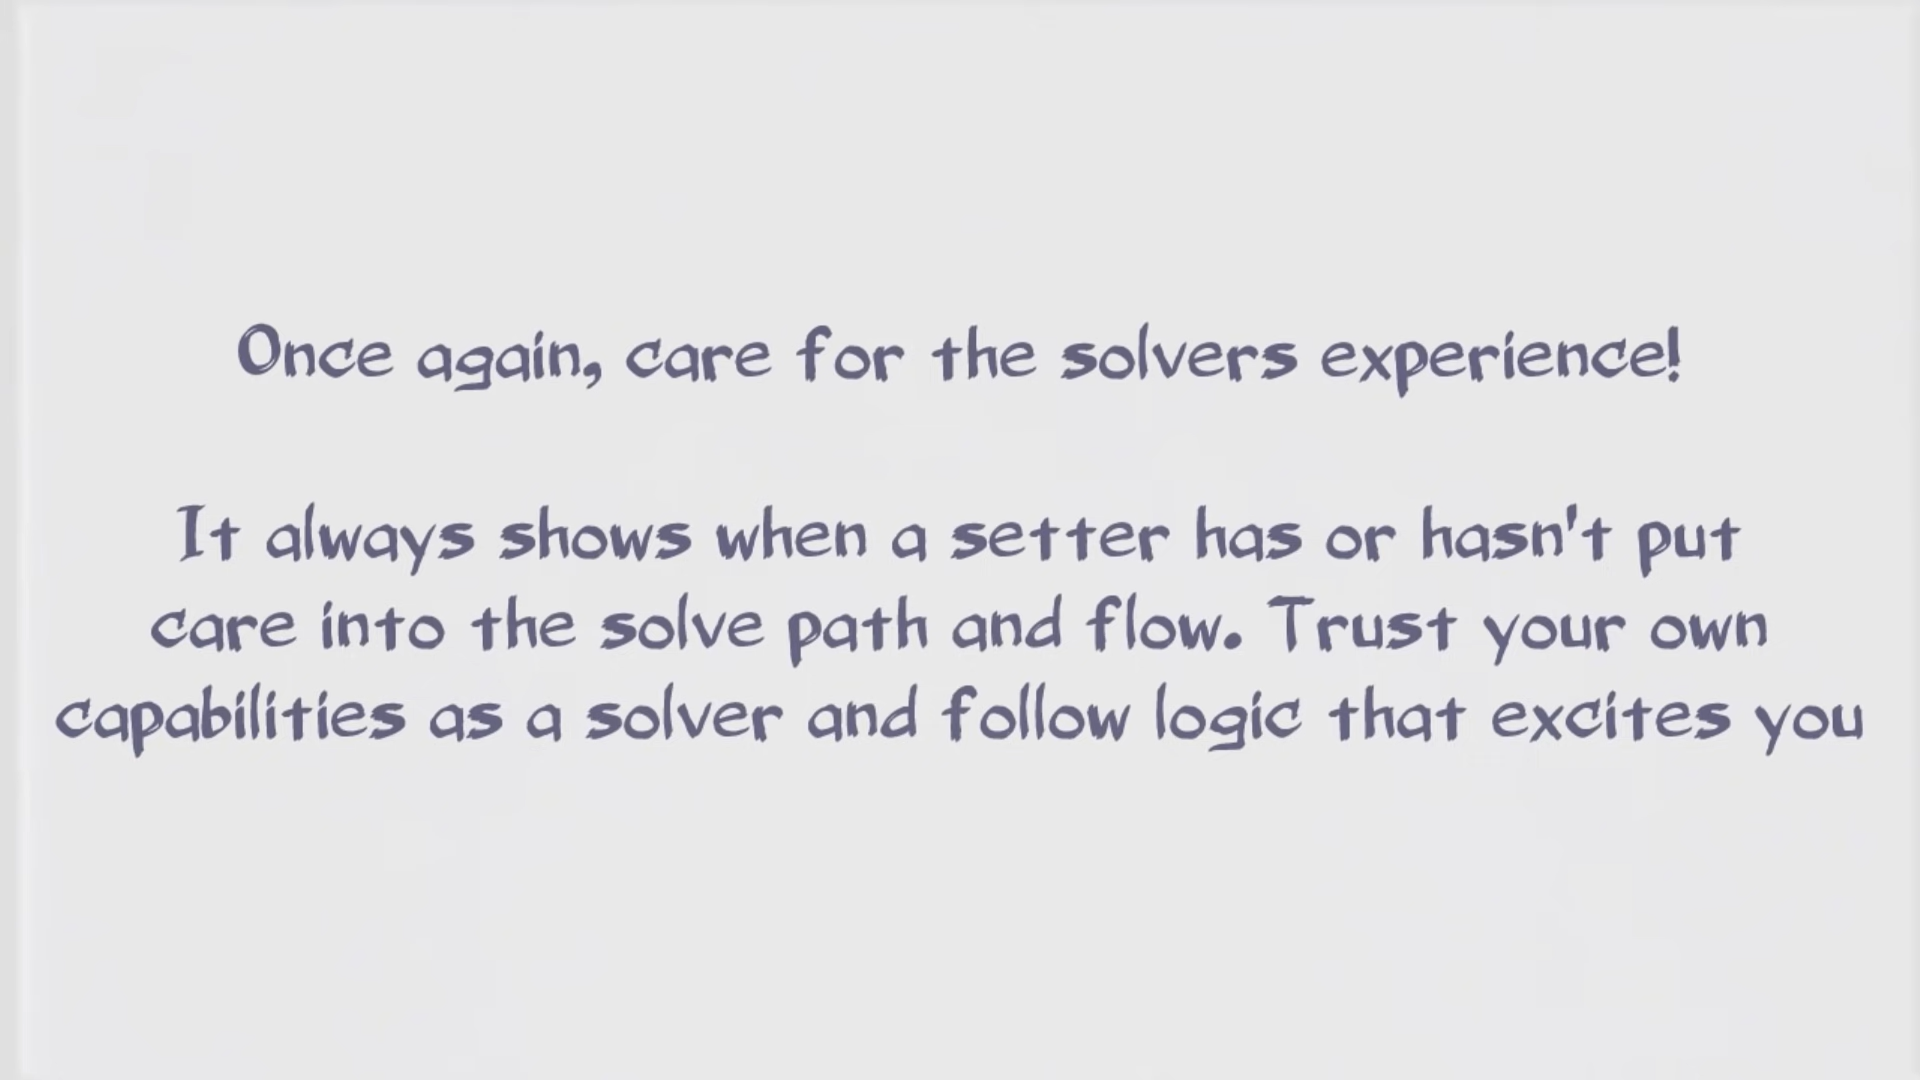 Once again, care for the solvers experience!
It always shows when a setter has or hasn't put
care into the solve path and flow. Trust your own
capabilities as a solver and follow logic that excites you